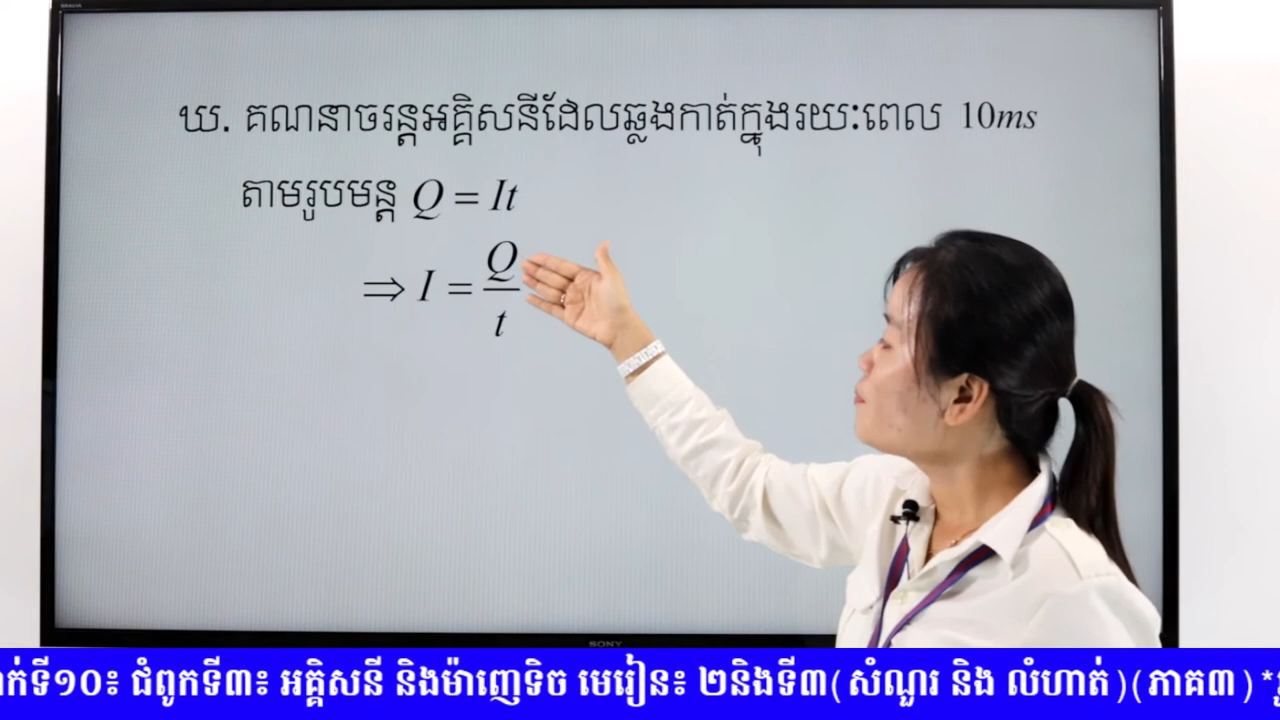 BRAVIA
ឃ. គណនាចរន្តអគ្គិសនីដែលឆ្លងកាត់ក្នុងរយៈពេល 10ms
តាមរូបមន្ត Q = It
⇒ I = Q/t
SONY
ទី១០៖ ជំពូកទី៣៖ អគ្គិសនី និងម៉ាញេទិច មេរៀន៖ ២និងទី៣(សំណួរ និង លំហាត់)(ភាគ៣) *